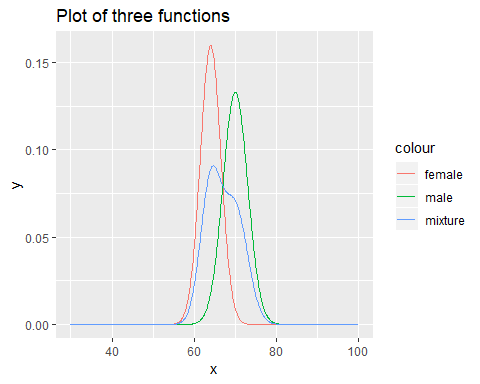 Plot of three functions
0.15
0.10
0.05
0.00
y
40
60
80
100
x
colour
female
male
mixture